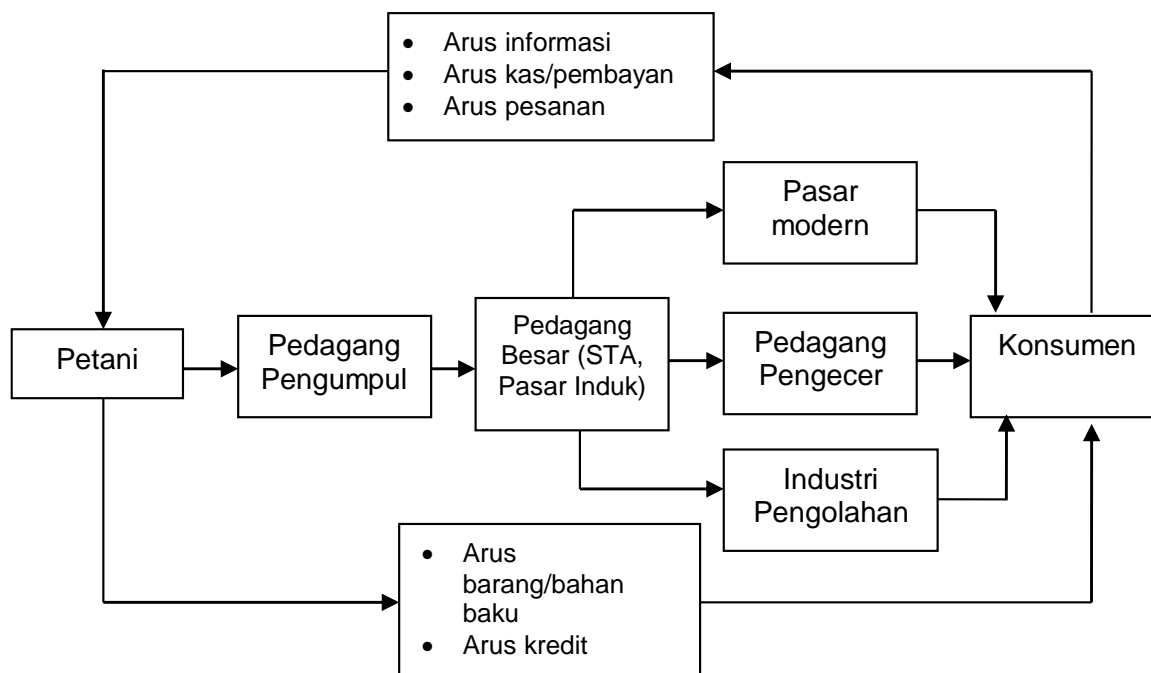 • Arus informasi
• Arus kas/pembayan
• Arus pesanan
Pasar
modern
Petani
Pedagang
Pengumpul
Pedagang
Besar (STA,
Pasar Induk)
Pedagang
Pengecer
Konsumen
Industri
Pengolahan
• Arus
barang/bahan
baku
• Arus kredit